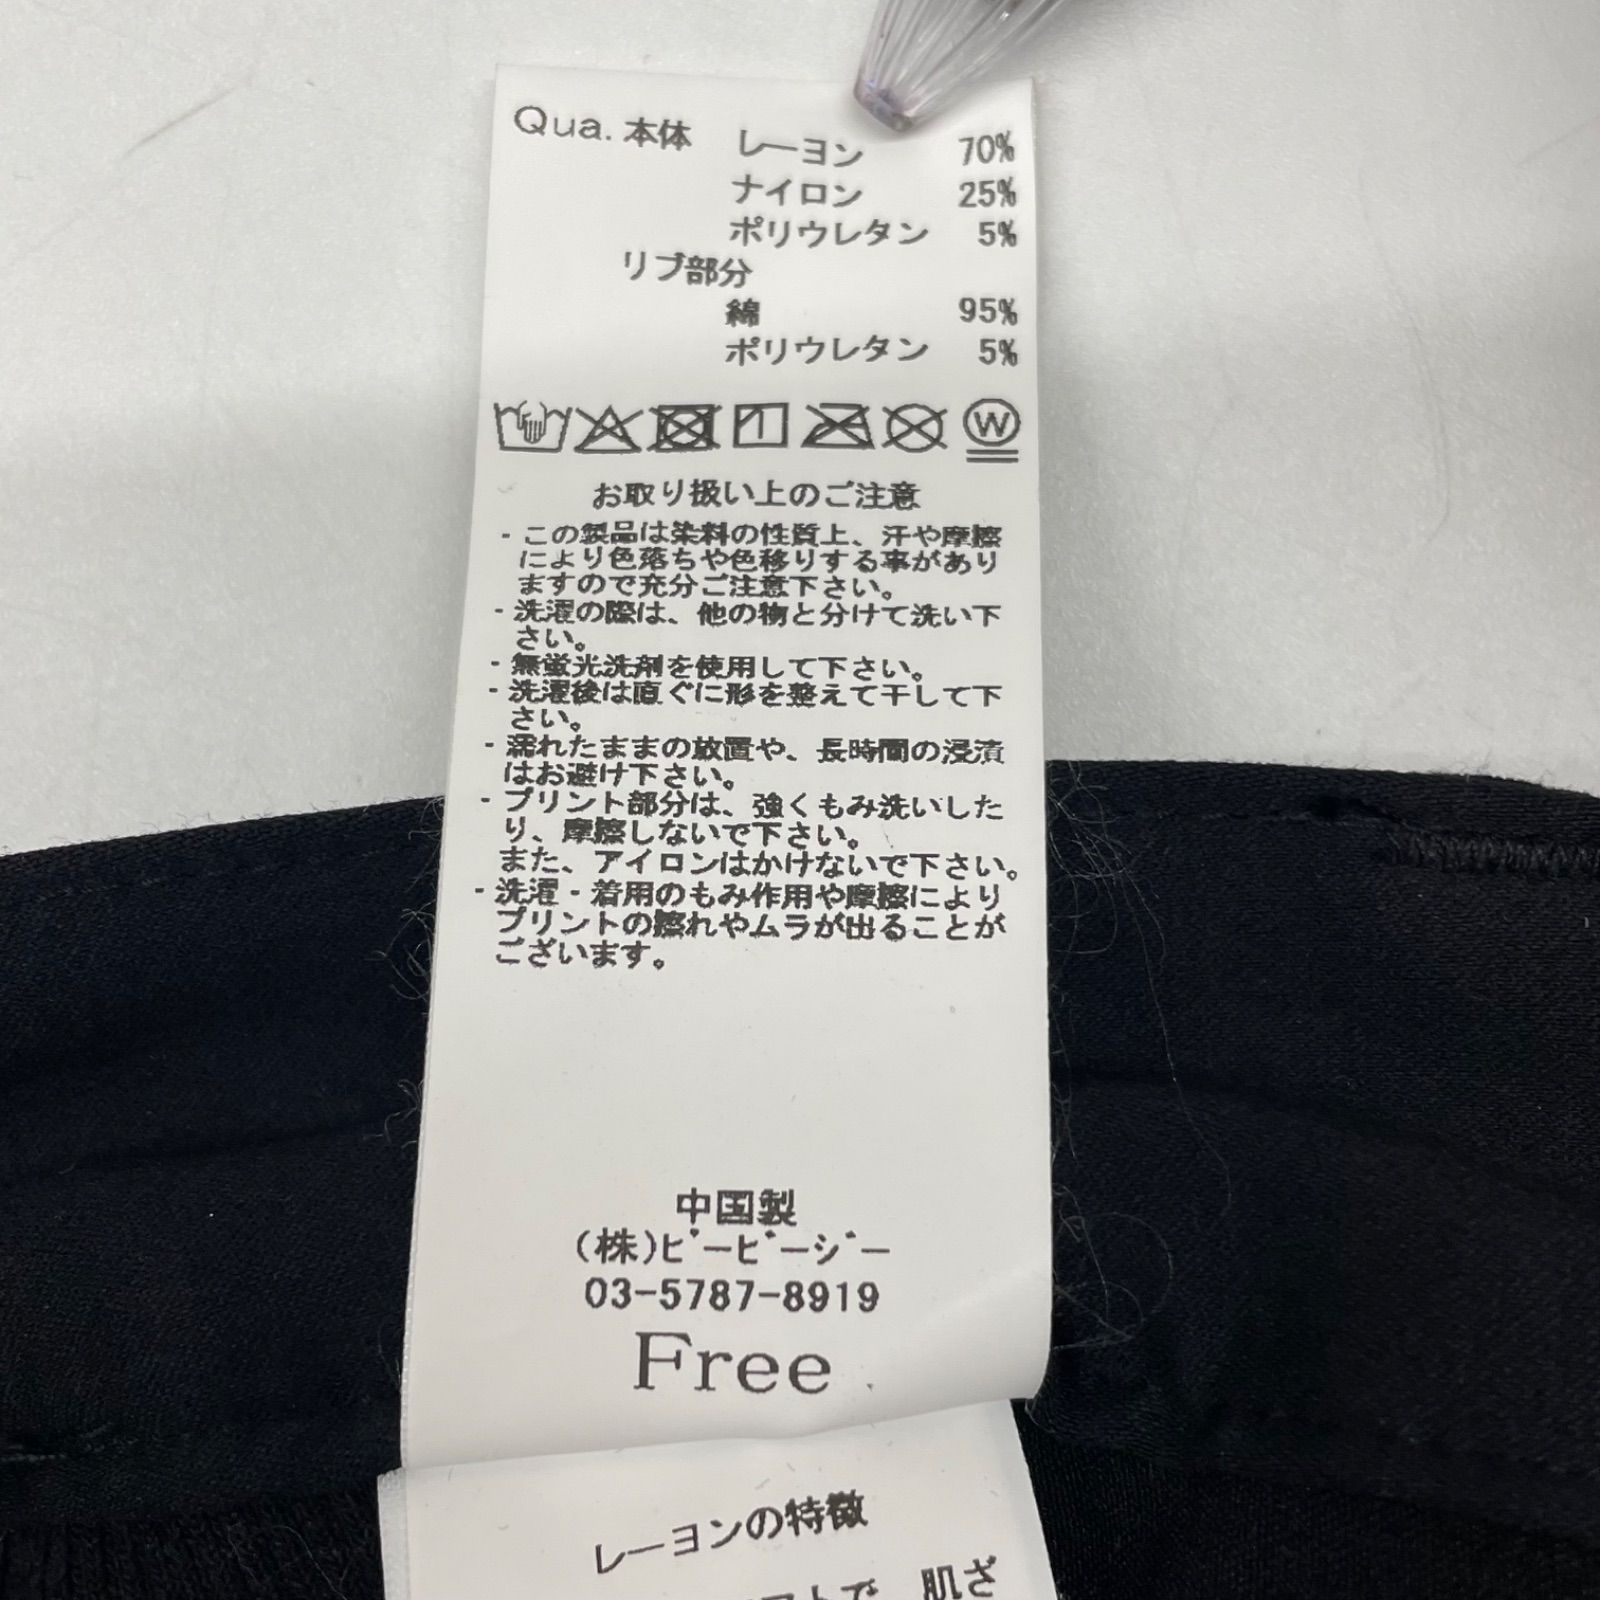 Qua. 本体 レーヨン 70%
ナイロン 25%
ポリウレタン 5%
リブ部分
綿 95%
ポリウレタン 5%
W
お取り扱い上のご注意
・この製品は染料の性質上、汗や摩擦
により色落ちや色移りする事があり
ますので充分ご注意下さい。
・洗濯の際は、他の物と分けて洗い下
さい。
・無蛍光洗剤を使用して下さい。
・洗濯後は直ぐに形を整えて干して下
さい。
・濡れたままの放置や、長時間の浸漬
はお避け下さい。
・プリント部分は、強くもみ洗いした
り、摩擦しないで下さい。
また、アイロンはかけないで下さい。
・洗濯・着用のもみ作用や摩擦により
プリントの擦れやムラが出ることが
ございます。
中国製
(株)ﾋﾟｰﾋﾞｰｼﾞｰ
03-5787-8919
Free
レーヨンの特徴
肌ざ